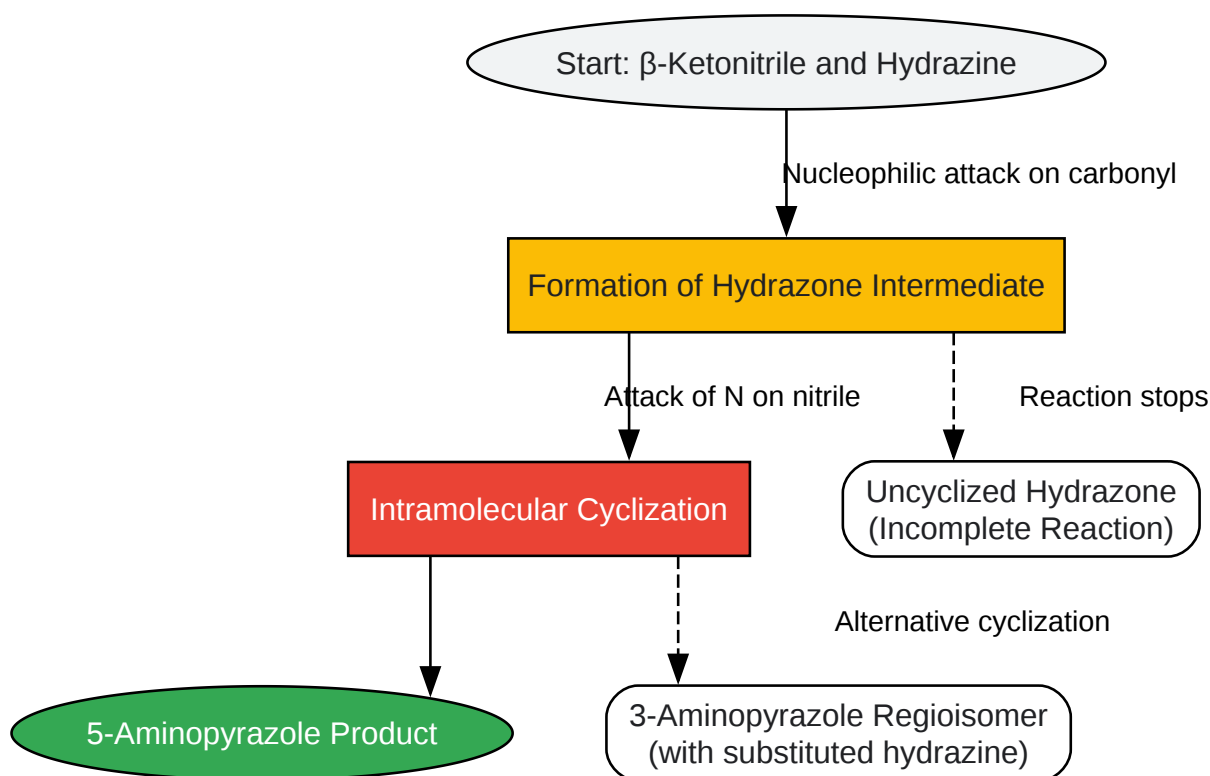 Start: β-Ketonitrile and Hydrazine
Nucleophilic attack on carbonyl
Formation of Hydrazone Intermediate
Attack of N on nitrile
Reaction stops
Intramolecular Cyclization
Uncyclized Hydrazone
(Incomplete Reaction)
Alternative cyclization
5-Aminopyrazole Product
3-Aminopyrazole Regioisomer
(with substituted hydrazine)